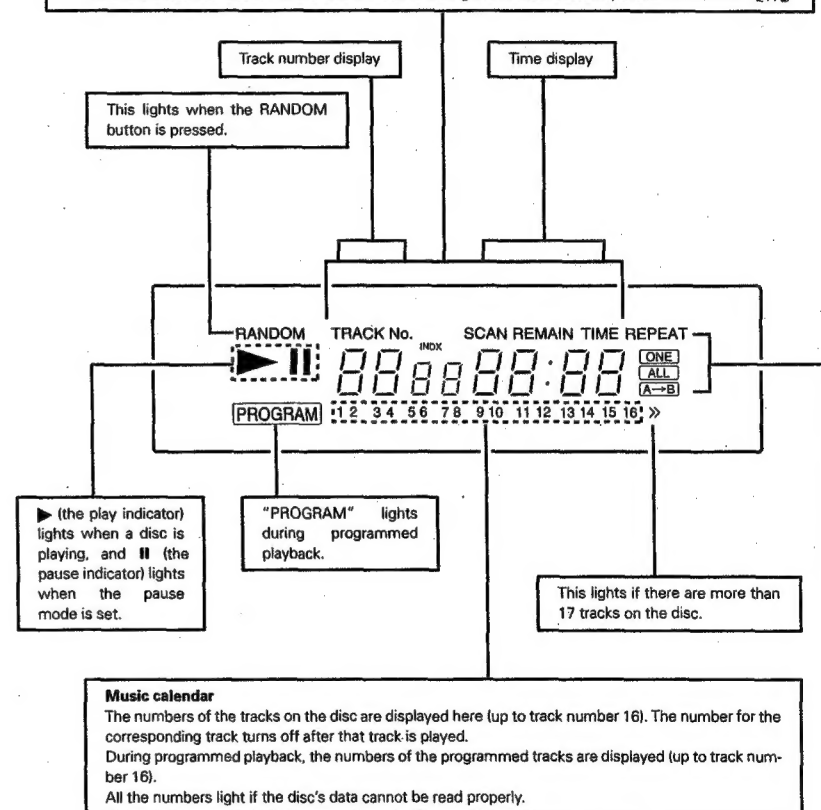 Track number display
Time display
This lights when the RANDOM
button is pressed.
RANDOM TRACK No. SCAN REMAIN TIME REPEAT
INDX
▶ ⏸ 88 88 88:88 ONE
ALL
A→B
PROGRAM 1 2 3 4 5 6 7 8 9 10 11 12 13 14 15 16 »
▶ (the play indicator)
lights when a disc is
playing, and ⏸ (the
pause indicator) lights
when the pause
mode is set.
"PROGRAM" lights
during programmed
playback.
This lights if there are more than
17 tracks on the disc.
Music calendar
The numbers of the tracks on the disc are displayed here (up to track number 16). The number for the
corresponding track turns off after that track is played.
During programmed playback, the numbers of the programmed tracks are displayed (up to track num-
ber 16).
All the numbers light if the disc's data cannot be read properly.